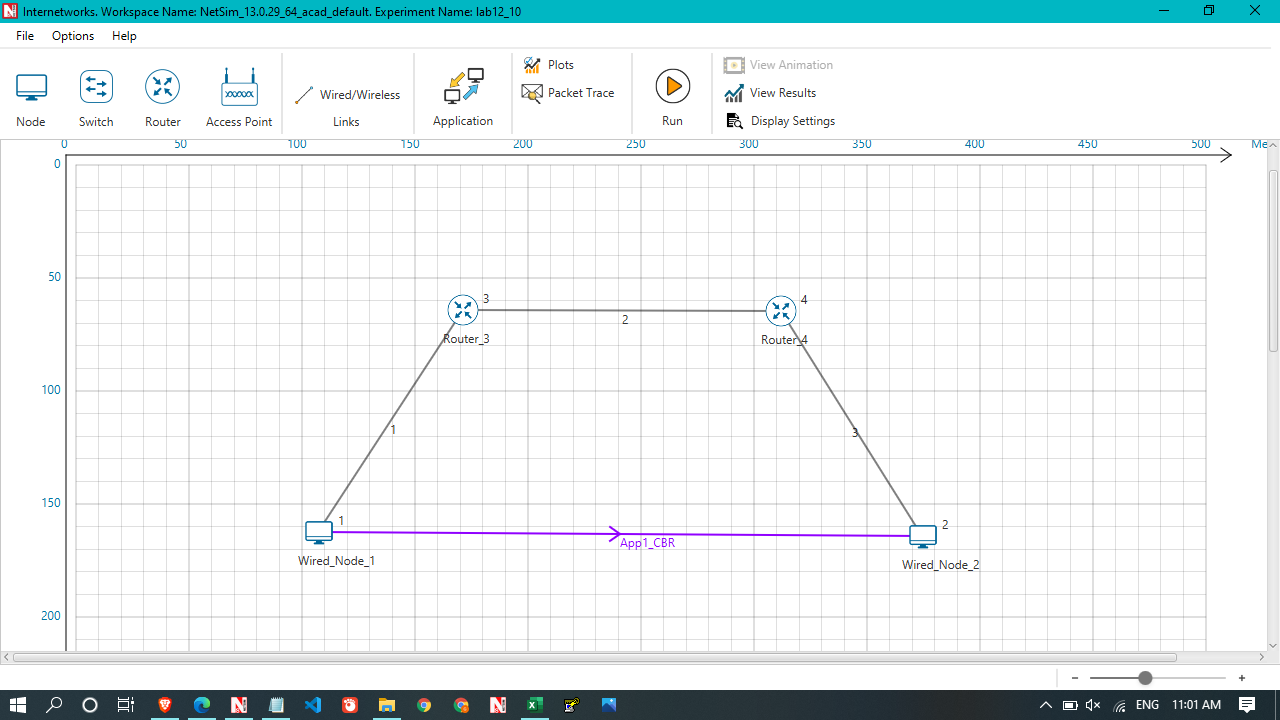 Internetworks. Workspace Name: NetSim_13.0.29_64_acad_default. Experiment Name: lab12_10
File Options Help
Node
Switch
Router
Access Point
Wired/Wireless
Links
Application
Plots
Packet Trace
Run
View Animation
View Results
Display Settings
0 50 100 150 200 250 300 350 400 450 500 Me
0
50
100
150
200
3
Router_3
2
4
Router_4
1
3
1
Wired_Node_1
App1_CBR
2
Wired_Node_2
ENG 11:01 AM